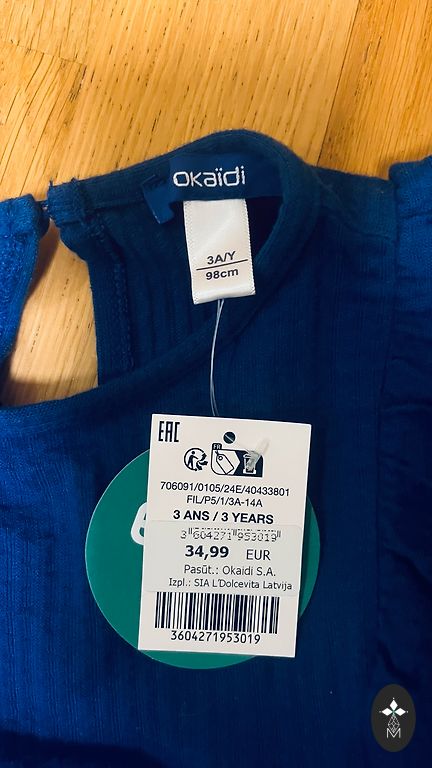 okaïdi
3A/Y
98cm
EAC
706091/0105/24E/40433801
FIL/P5/1/3A-14A
3 ANS / 3 YEARS
3"604271"953019"
34,99 EUR
Pasūt.: Okaidi S.A.
Izpl.: SIA L'Dolcevita Latvija
3604271953019
M